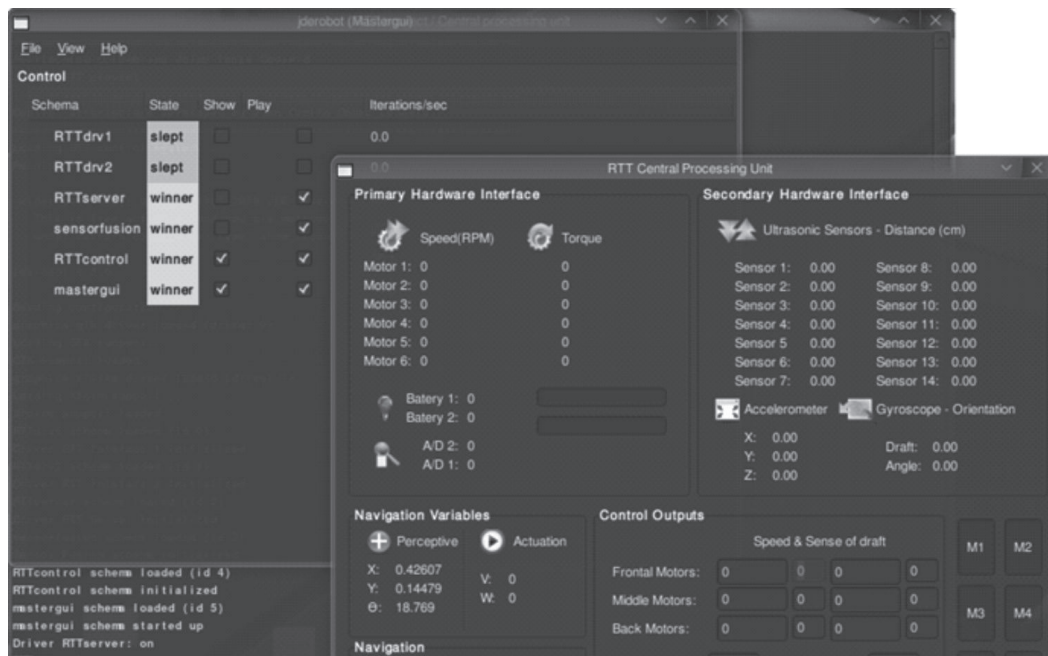 jderobot (Mastergui)
File View Help
Control
Schema State Show Play Iterations/sec
RTTdrv1 slept 0.0
RTTdrv2 slept 0.0
RTTserver winner
sensorfusion winner
RTTcontrol winner
mastergui winner
RTTcontrol schema loaded (id 4)
RTTcontrol schema initialized
mastergui schema loaded (id 5)
mastergui schema started up
Driver RTTserver: on
RTT Central Processing Unit
Primary Hardware Interface
Speed(RPM) Torque
Motor 1: 0 0
Motor 2: 0 0
Motor 3: 0 0
Motor 4: 0 0
Motor 5: 0 0
Motor 6: 0 0
Batery 1: 0
Batery 2: 0
A/D 2: 0
A/D 1: 0
Secondary Hardware Interface
Ultrasonic Sensors - Distance (cm)
Sensor 1: 0.00 Sensor 8: 0.00
Sensor 2: 0.00 Sensor 9: 0.00
Sensor 3: 0.00 Sensor 10: 0.00
Sensor 4: 0.00 Sensor 11: 0.00
Sensor 5 0.00 Sensor 12: 0.00
Sensor 6: 0.00 Sensor 13: 0.00
Sensor 7: 0.00 Sensor 14: 0.00
Accelerometer Gyroscope - Orientation
X: 0.00
Y: 0.00
Z: 0.00
Draft: 0.00
Angle: 0.00
Navigation Variables
Perceptive Actuation
X: 0.42607
Y: 0.14479
Θ: 18.769
V: 0
W: 0
Navigation
Control Outputs
Speed & Sense of draft
Frontal Motors: 0 0 0 0
Middle Motors: 0 0 0 0
Back Motors: 0 0 0 0
M1 M2
M3 M4